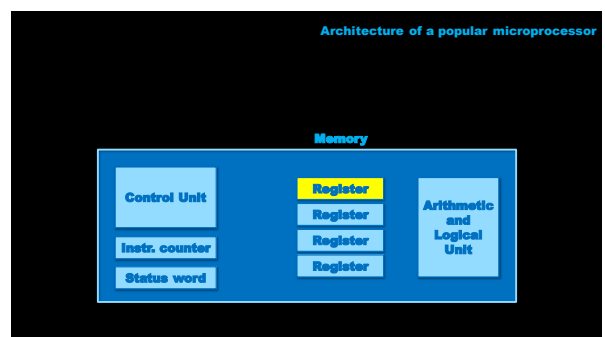 Architecture of a popular microprocessor
Memory
Control Unit
Instr. counter
Status word
Register
Register
Register
Register
Arithmetic
and
Logical
Unit